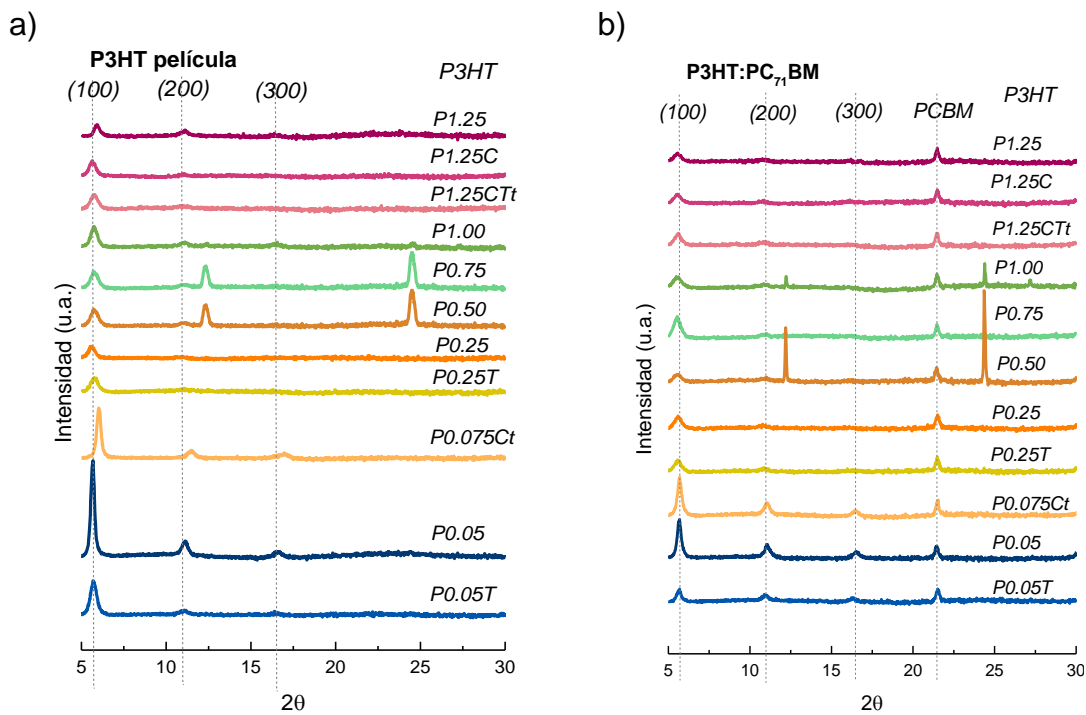 a)
P3HT película
P3HT
(100)
(200)
(300)
P1.25
P1.25C
P1.25CTt
P1.00
P0.75
P0.50
P0.25
P0.25T
P0.075Ct
P0.05
P0.05T
Intensidad (u.a.)
5 10 15 20 25 30
2θ
b)
P3HT:PC71BM
P3HT
(100)
(200)
(300)
PCBM
P1.25
P1.25C
P1.25CTt
P1.00
P0.75
P0.50
P0.25
P0.25T
P0.075Ct
P0.05
P0.05T
Intensidad (u.a.)
5 10 15 20 25 30
2θ